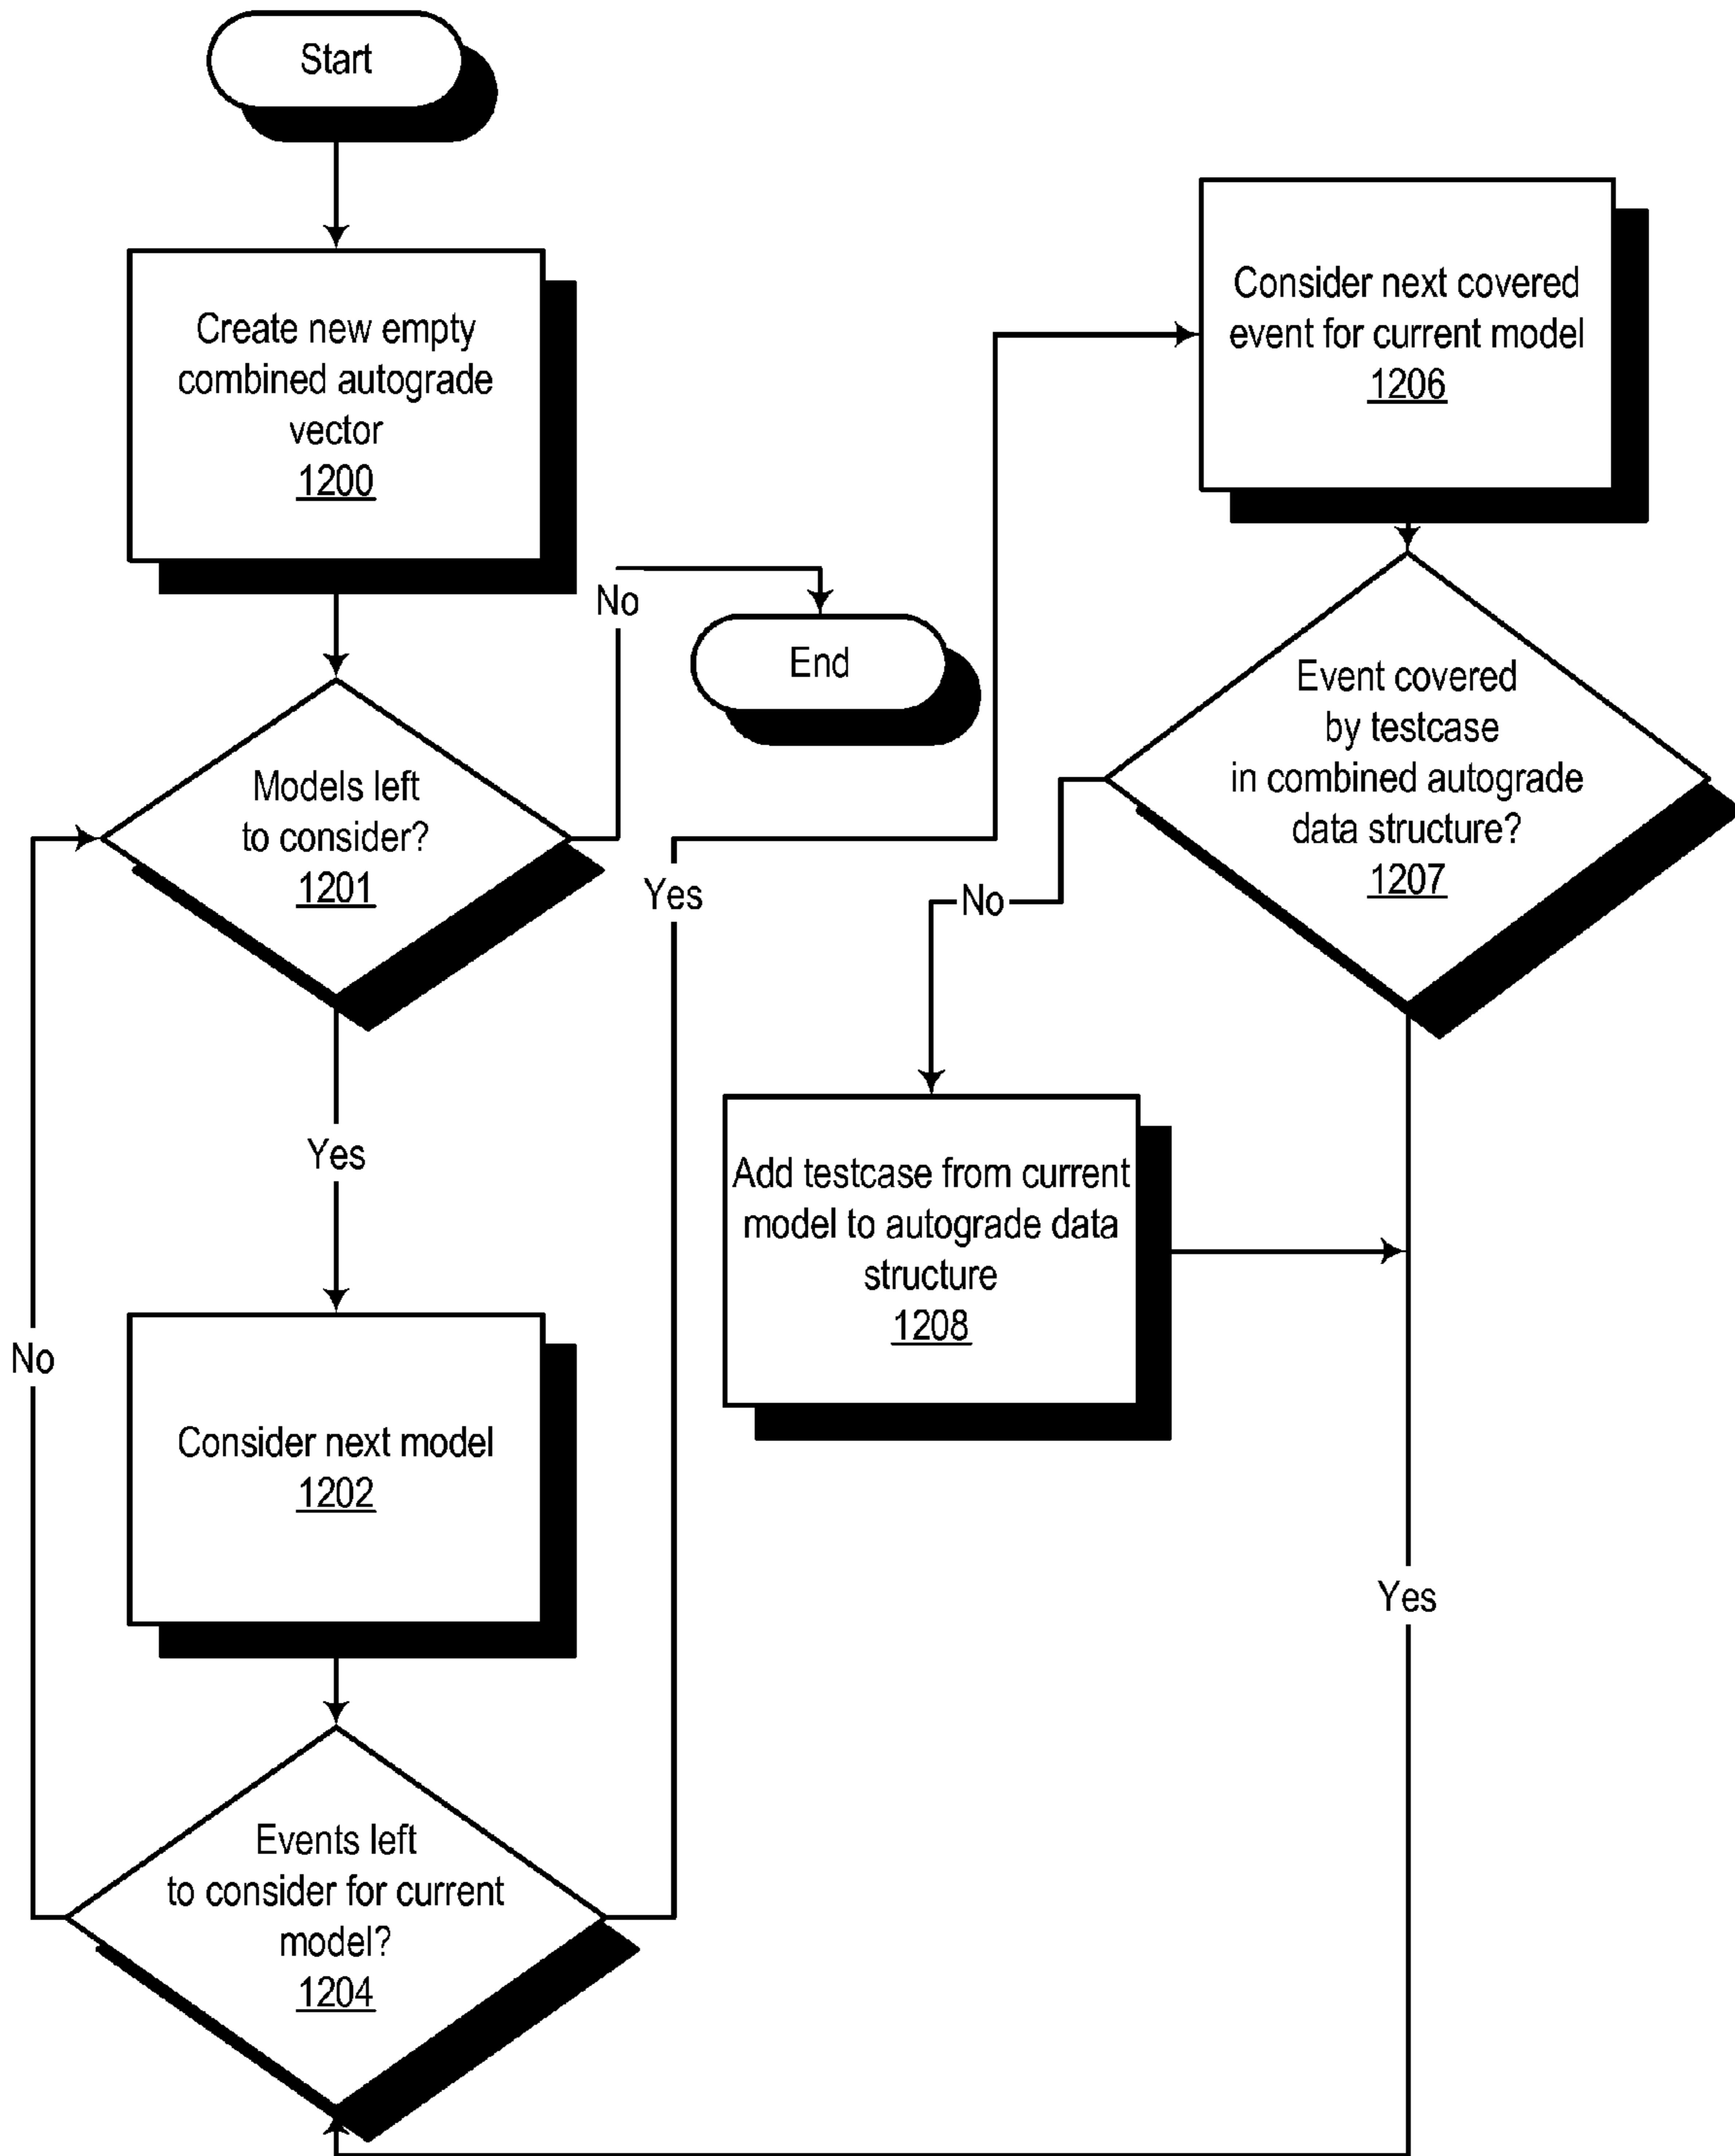 Start
Create new empty
combined autograde
vector
1200
Models left
to consider?
1201
No
End
Yes
Consider next model
1202
Events left
to consider for current
model?
1204
No
Yes
Consider next covered
event for current model
1206
Event covered
by testcase
in combined autograde
data structure?
1207
No
Add testcase from current
model to autograde data
structure
1208
Yes